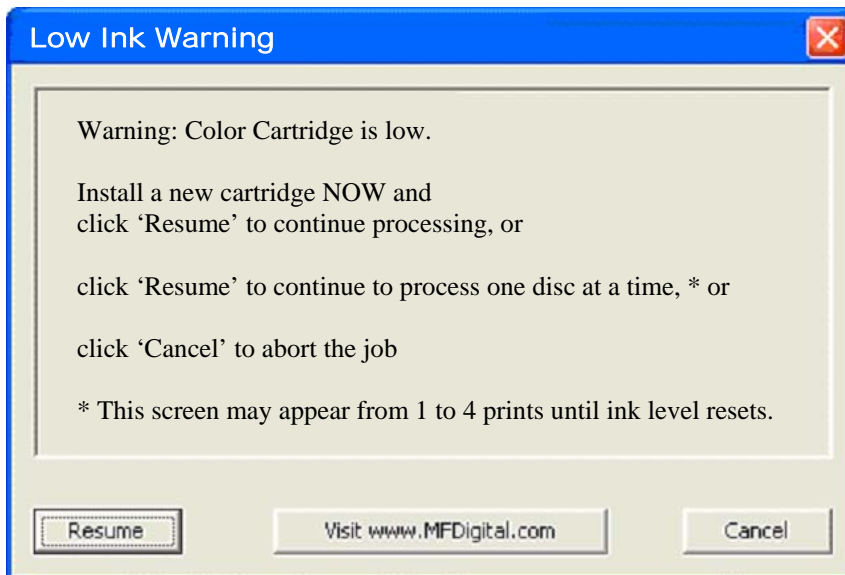 Low Ink Warning
Warning: Color Cartridge is low.
Install a new cartridge NOW and
click ‘Resume’ to continue processing, or
click ‘Resume’ to continue to process one disc at a time, * or
click ‘Cancel’ to abort the job
* This screen may appear from 1 to 4 prints until ink level resets.
Resume
Visit www.MFDigital.com
Cancel